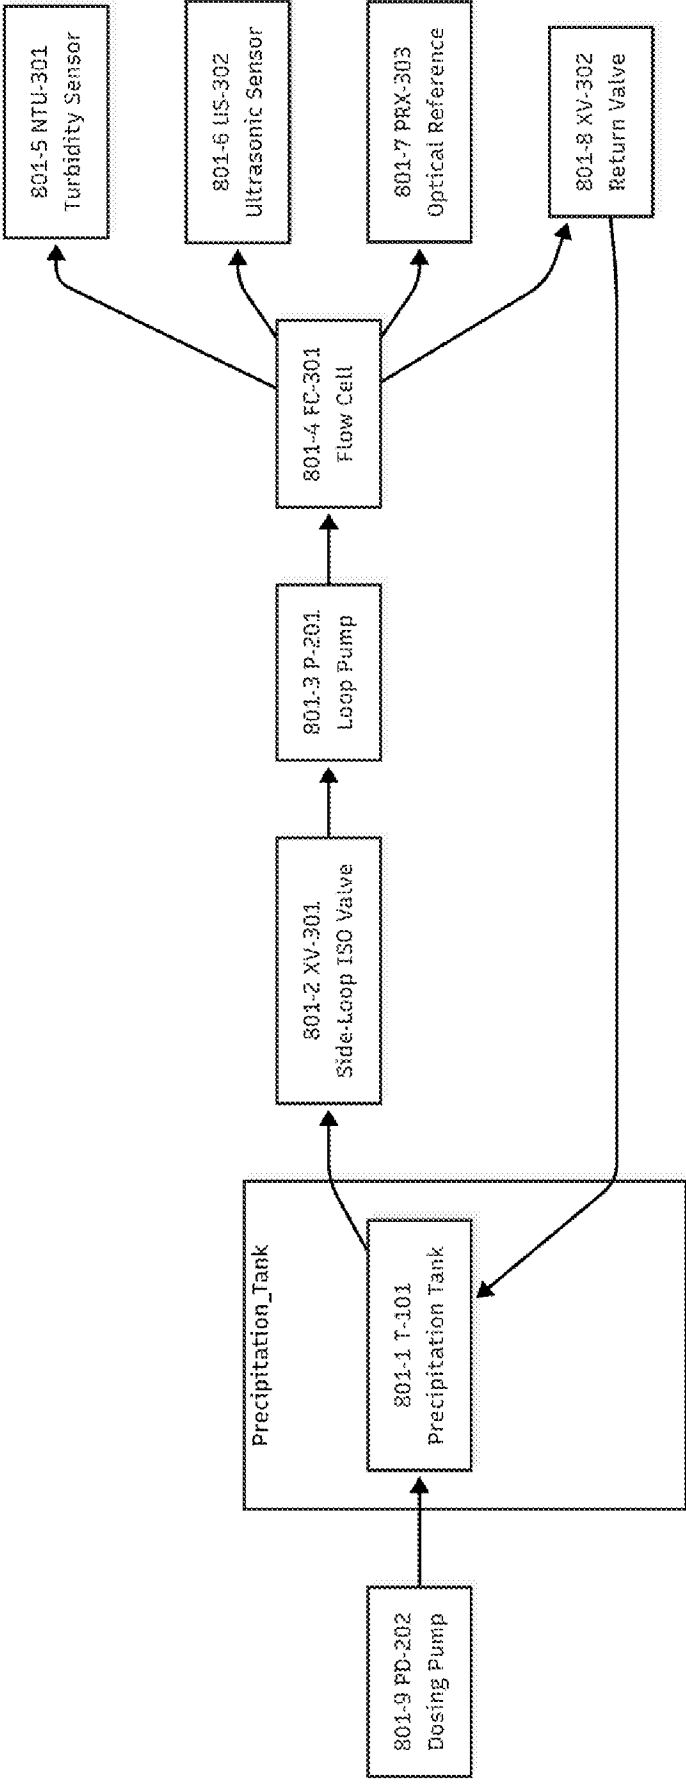 801-9 PD-202
Dosing Pump
Precipitation_Tank
801-1 T-101
Precipitation Tank
801-2 XV-301
Side-Loop ISO Valve
801-3 P-201
Loop Pump
801-4 FC-301
Flow Cell
801-5 NTU-301
Turbidity Sensor
801-6 US-302
Ultrasonic Sensor
801-7 PRX-303
Optical Reference
801-8 XV-302
Return Valve